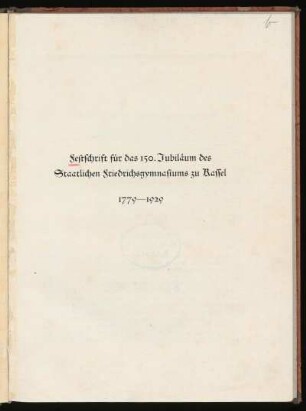 Festschrift für das 150. Jubiläum des
Staatlichen Friedrichsgymnasiums zu Kassel
1779—1929